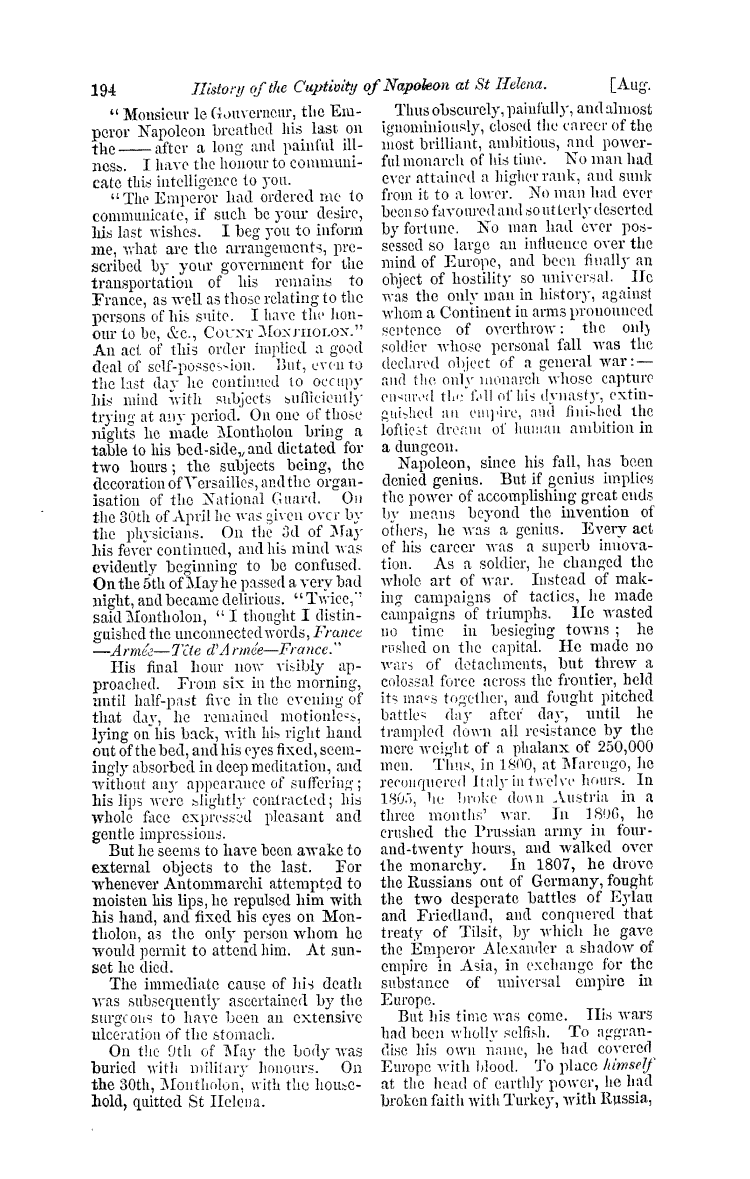 194 History of the Captivity of Napoleon at St Helena. [Aug.
“Monsieur le Gouverneur, the Em-
peror Napoleon breathed his last on
the —— after a long and painful ill-
ness. I have the honour to communi-
cate this intelligence to you.
“The Emperor had ordered me to
communicate, if such be your desire,
his last wishes. I beg you to inform
me, what are the arrangements, pre-
scribed by your government for the
transportation of his remains to
France, as well as those relating to the
persons of his suite. I have the hon-
our to be, &c., COUNT MONTHOLON.”
An act of this order implied a good
deal of self-possession. But, even to
the last day he continued to occupy
his mind with subjects sufficiently
trying at any period. On one of those
nights he made Montholon bring a
table to his bed-side, and dictated for
two hours; the subjects being, the
decoration of Versailles, and the organ-
isation of the National Guard. On
the 30th of April he was given over by
the physicians. On the 3d of May
his fever continued, and his mind was
evidently beginning to be confused.
On the 5th of May he passed a very bad
night, and became delirious. “Twice,”
said Montholon, “I thought I distin-
guished the unconnected words, France
—Armée—Tête d'Armée—France.”
His final hour now visibly ap-
proached. From six in the morning,
until half-past five in the evening of
that day, he remained motionless,
lying on his back, with his right hand
out of the bed, and his eyes fixed, seem-
ingly absorbed in deep meditation, and
without any appearance of suffering;
his lips were slightly contracted; his
whole face expressed pleasant and
gentle impressions.
But he seems to have been awake to
external objects to the last. For
whenever Antommarchi attempted to
moisten his lips, he repulsed him with
his hand, and fixed his eyes on Mon-
tholon, as the only person whom he
would permit to attend him. At sun-
set he died.
The immediate cause of his death
was subsequently ascertained by the
surgeons to have been an extensive
ulceration of the stomach.
On the 9th of May the body was
buried with military honours. On
the 30th, Montholon, with the house-
hold, quitted St Helena.
Thus obscurely, painfully, and almost
ignominiously, closed the career of the
most brilliant, ambitious, and power-
ful monarch of his time. No man had
ever attained a higher rank, and sunk
from it to a lower. No man had ever
been so favoured and so utterly deserted
by fortune. No man had ever pos-
sessed so large an influence over the
mind of Europe, and been finally an
object of hostility so universal. He
was the only man in history, against
whom a Continent in arms pronounced
sentence of overthrow: the only
soldier whose personal fall was the
declared object of a general war:—
and the only monarch whose capture
ensured the fall of his dynasty, extin-
guished an empire, and finished the
loftiest dream of human ambition in
a dungeon.
Napoleon, since his fall, has been
denied genius. But if genius implies
the power of accomplishing great ends
by means beyond the invention of
others, he was a genius. Every act
of his career was a superb innova-
tion. As a soldier, he changed the
whole art of war. Instead of mak-
ing campaigns of tactics, he made
campaigns of triumphs. He wasted
no time in besieging towns; he
rushed on the capital. He made no
wars of detachments, but threw a
colossal force across the frontier, held
its mass together, and fought pitched
battles day after day, until he
trampled down all resistance by the
mere weight of a phalanx of 250,000
men. Thus, in 1800, at Marengo, he
reconquered Italy in twelve hours. In
1805, he broke down Austria in a
three months' war. In 1806, he
crushed the Prussian army in four-
and-twenty hours, and walked over
the monarchy. In 1807, he drove
the Russians out of Germany, fought
the two desperate battles of Eylau
and Friedland, and conquered that
treaty of Tilsit, by which he gave
the Emperor Alexander a shadow of
empire in Asia, in exchange for the
substance of universal empire in
Europe.
But his time was come. His wars
had been wholly selfish. To aggran-
dise his own name, he had covered
Europe with blood. To place himself
at the head of earthly power, he had
broken faith with Turkey, with Russia,